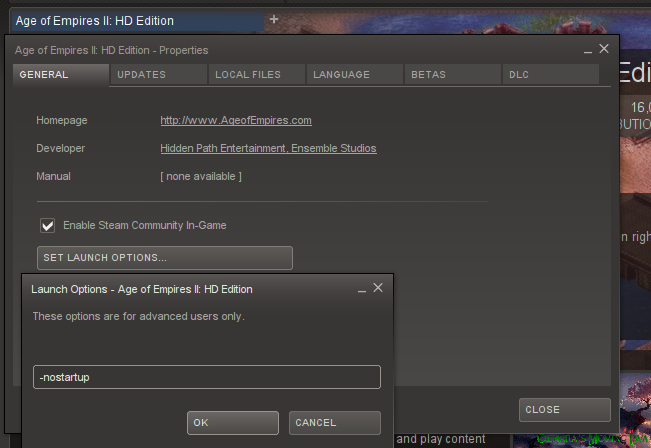 Age of Empires II: HD Edition +
Age of Empires II: HD Edition - Properties
GENERAL UPDATES LOCAL FILES LANGUAGE BETAS DLC
Homepage http://www.AgeofEmpires.com
Developer Hidden Path Entertainment, Ensemble Studios
Manual [ none available ]
Enable Steam Community In-Game
SET LAUNCH OPTIONS...
Launch Options - Age of Empires II: HD Edition
These options are for advanced users only.
-nostartup
OK CANCEL
CLOSE
Edi
16,
BUTIO
n righ
and play content